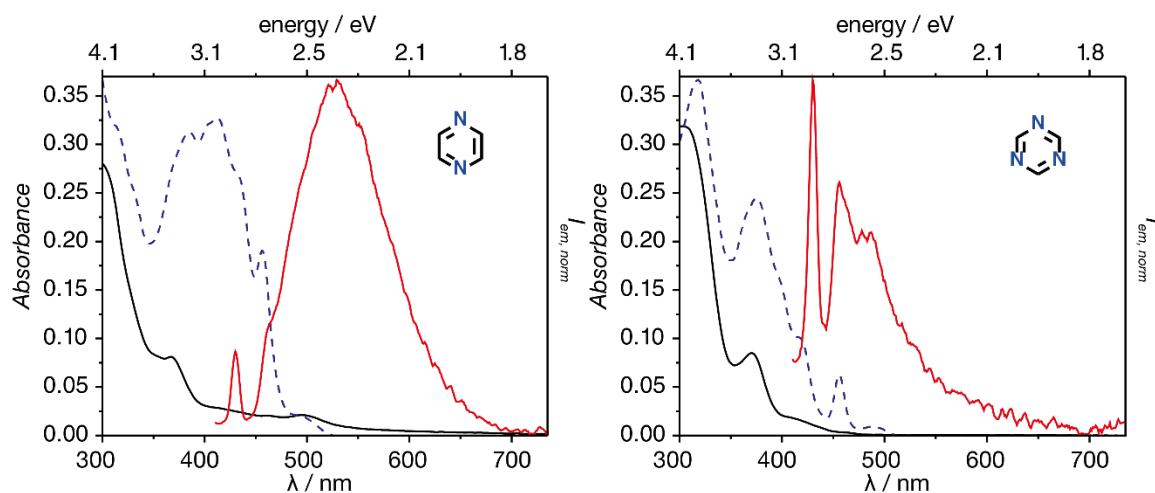 energy / eV
4.1 3.1 2.5 2.1 1.8
0.35
0.30
0.25
0.20
0.15
0.10
0.05
0.00
Absorbance
I em, norm
N
N
300 400 500 600 700
λ / nm
energy / eV
4.1 3.1 2.5 2.1 1.8
0.35
0.30
0.25
0.20
0.15
0.10
0.05
0.00
Absorbance
I em, norm
N
N N
300 400 500 600 700
λ / nm